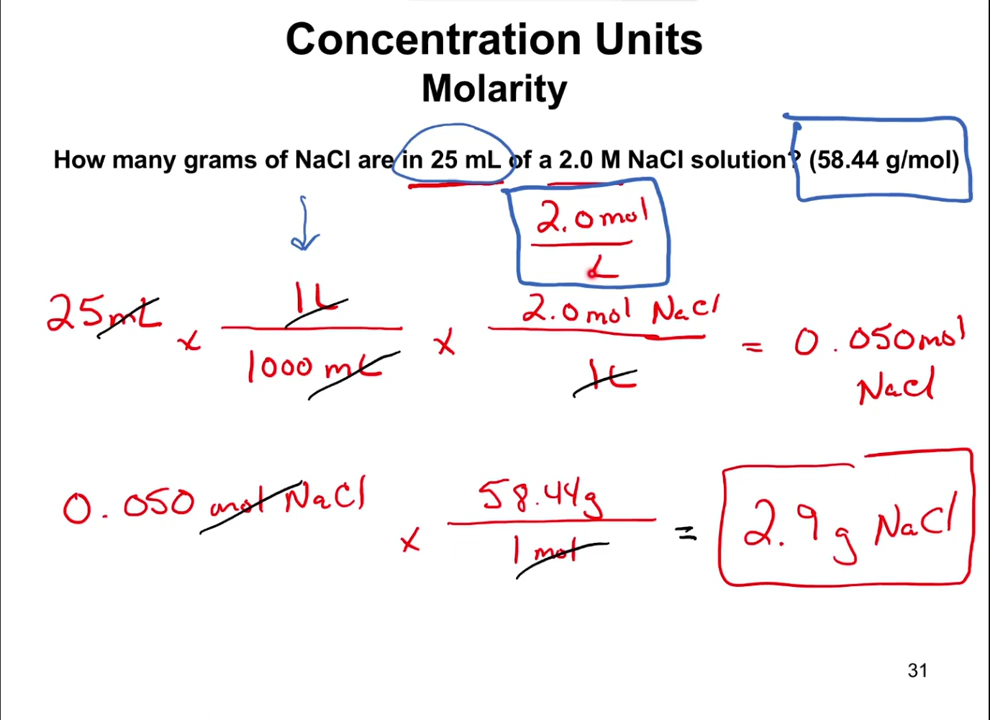 Concentration Units
Molarity
How many grams of NaCl are in 25 mL of a 2.0 M NaCl solution? (58.44 g/mol)
2.0 mol
L
25 mL × 1L / 1000 mL × 2.0 mol NaCl / 1L = 0.050 mol
NaCl
0.050 mol NaCl × 58.44g / 1 mol = 2.9 g NaCl
31